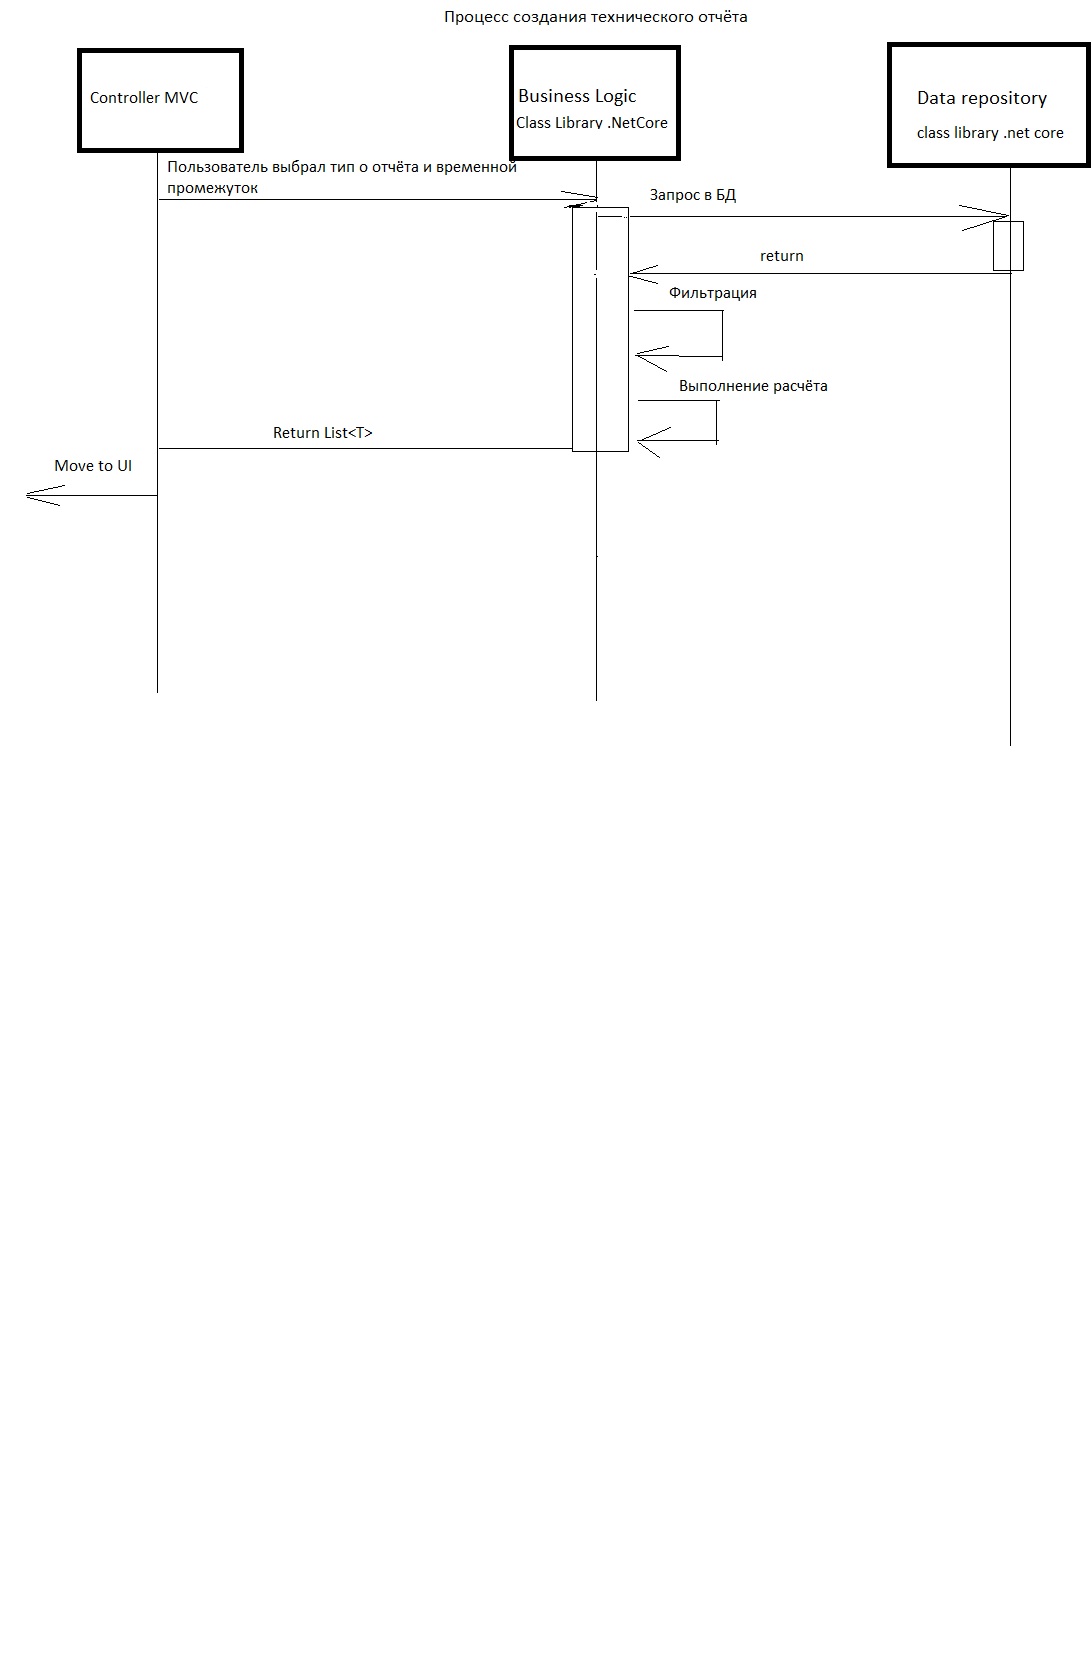 Процесс создания технического отчёта
Controller MVC
Business Logic
Class Library .NetCore
Data repository
class library .net core
Пользователь выбрал тип о отчёта и временной
промежуток
Запрос в БД
return
Фильтрация
Выполнение расчёта
Return List<T>
Move to UI